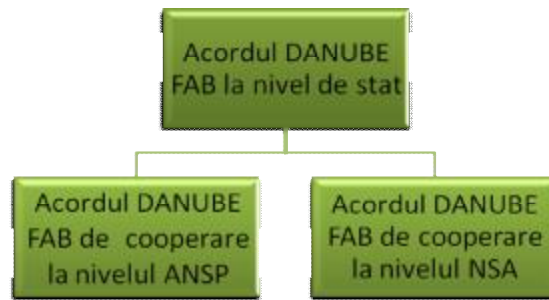 Acordul DANUBE
FAB la nivel de stat
Acordul DANUBE
FAB de cooperare
la nivelul ANSP
Acordul DANUBE
FAB de cooperare
la nivelul NSA